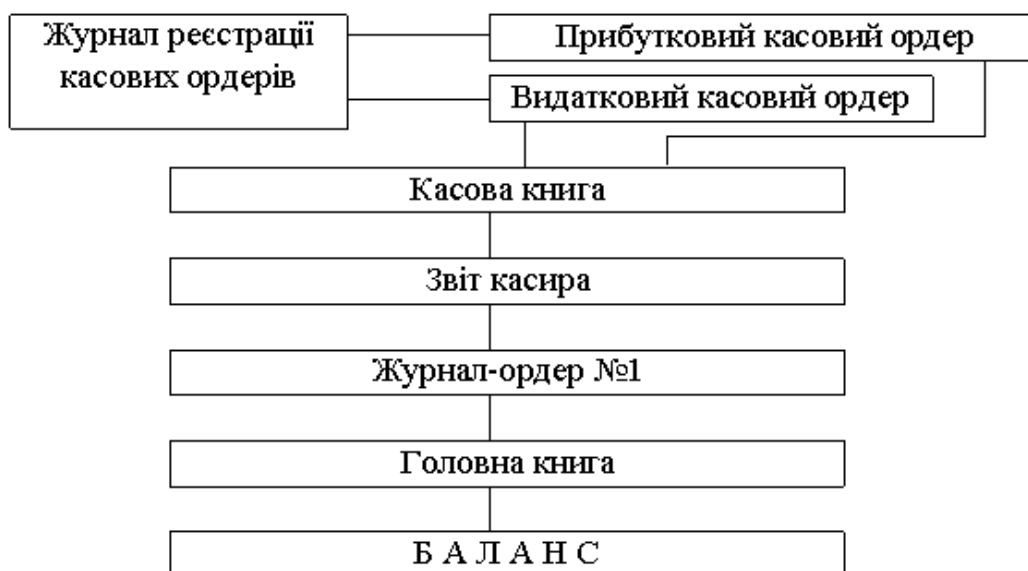 Журнал реєстрації
касових ордерів
Прибутковий касовий ордер
Видатковий касовий ордер
Касова книга
Звіт касира
Журнал-ордер №1
Головна книга
Б А Л А Н С